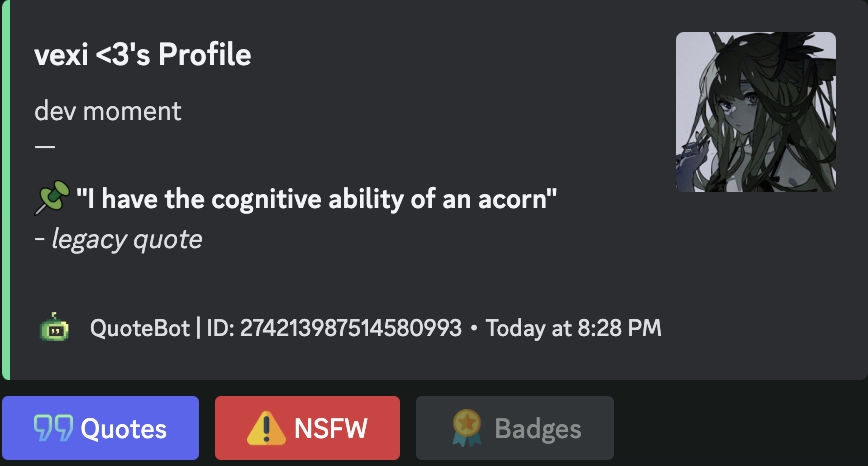 vexi <3's Profile
dev moment
—
"I have the cognitive ability of an acorn"
- legacy quote
QuoteBot | ID: 274213987514580993 • Today at 8:28 PM
Quotes
NSFW
Badges